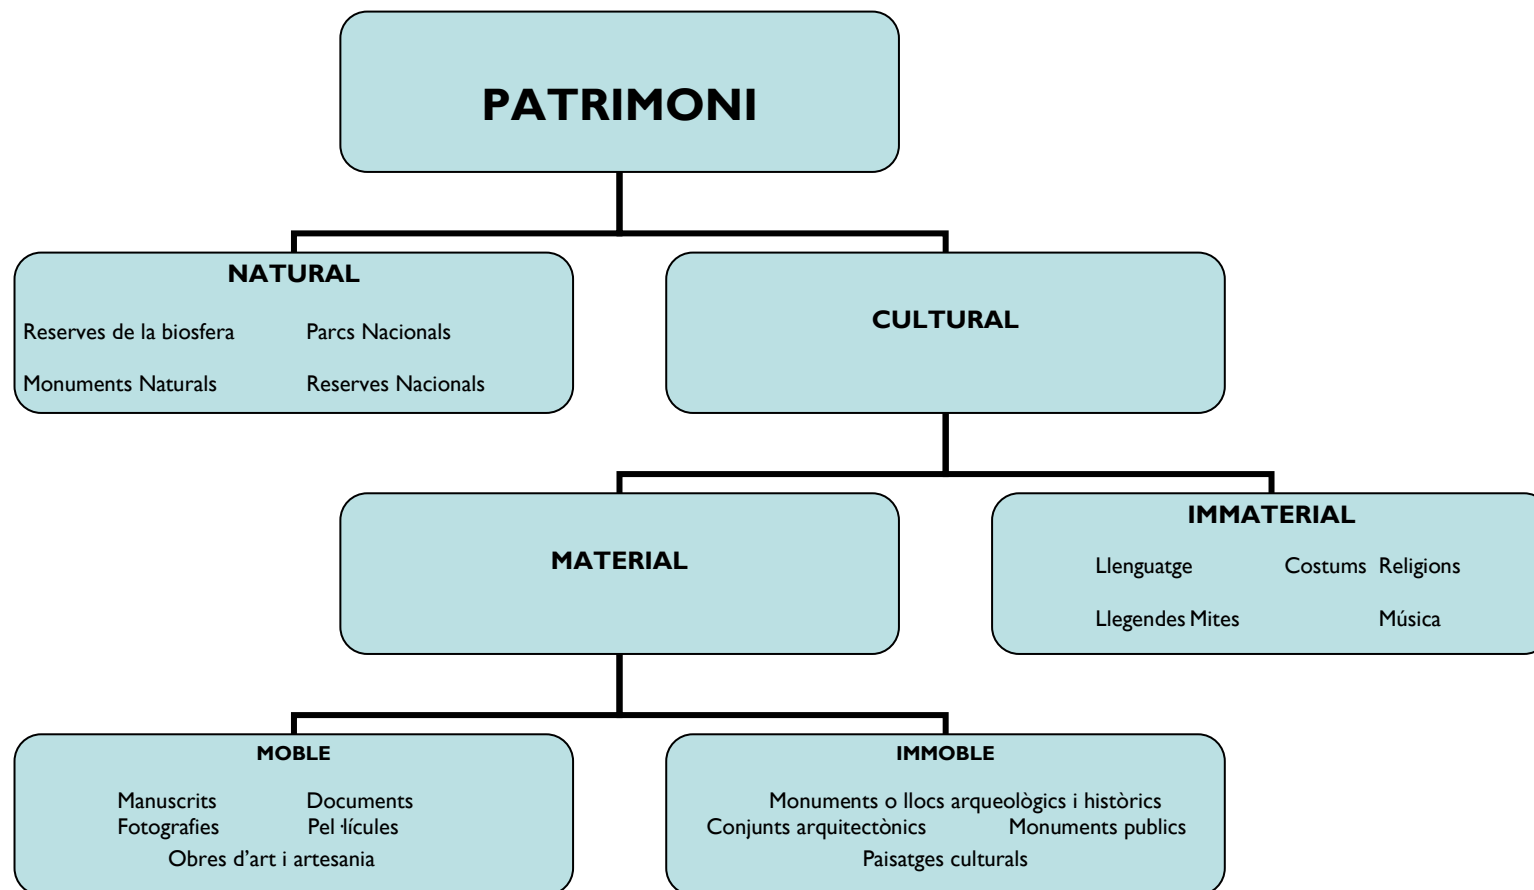 PATRIMONI
NATURAL
Reserves de la biosfera Parcs Nacionals
Monuments Naturals Reserves Nacionals
CULTURAL
MATERIAL
IMMATERIAL
Llenguatge Costums Religions
Llegendes Mites Música
MOBLE
Manuscrits Documents
Fotografies Pel·lícules
Obres d'art i artesania
IMMOBLE
Monuments o llocs arqueològics i històrics
Conjunts arquitectònics Monuments publics
Paisatges culturals